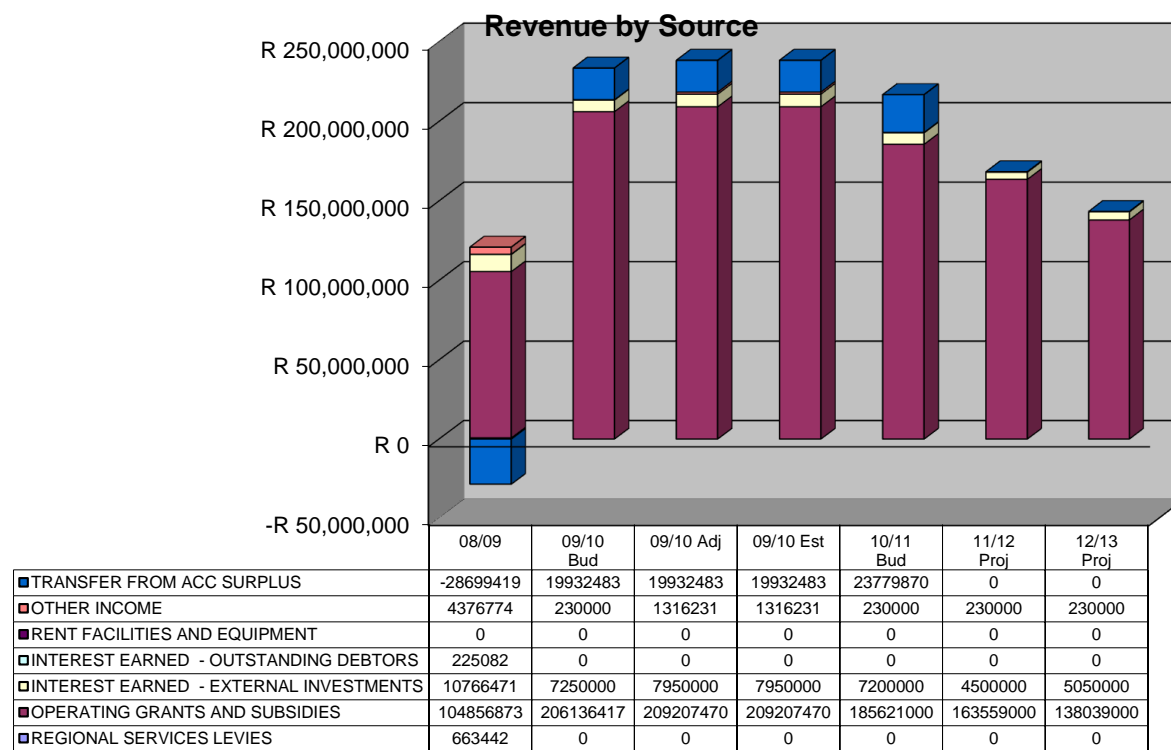 Revenue by Source
R 250,000,000
R 200,000,000
R 150,000,000
R 100,000,000
R 50,000,000
R 0
-R 50,000,000
08/09 09/10 Bud 09/10 Adj 09/10 Est 10/11 Bud 11/12 Proj 12/13 Proj
TRANSFER FROM ACC SURPLUS -28699419 19932483 19932483 19932483 23779870 0 0
OTHER INCOME 4376774 230000 1316231 1316231 230000 230000 230000
RENT FACILITIES AND EQUIPMENT 0 0 0 0 0 0 0
INTEREST EARNED - OUTSTANDING DEBTORS 225082 0 0 0 0 0 0
INTEREST EARNED - EXTERNAL INVESTMENTS 10766471 7250000 7950000 7950000 7200000 4500000 5050000
OPERATING GRANTS AND SUBSIDIES 104856873 206136417 209207470 209207470 185621000 163559000 138039000
REGIONAL SERVICES LEVIES 663442 0 0 0 0 0 0